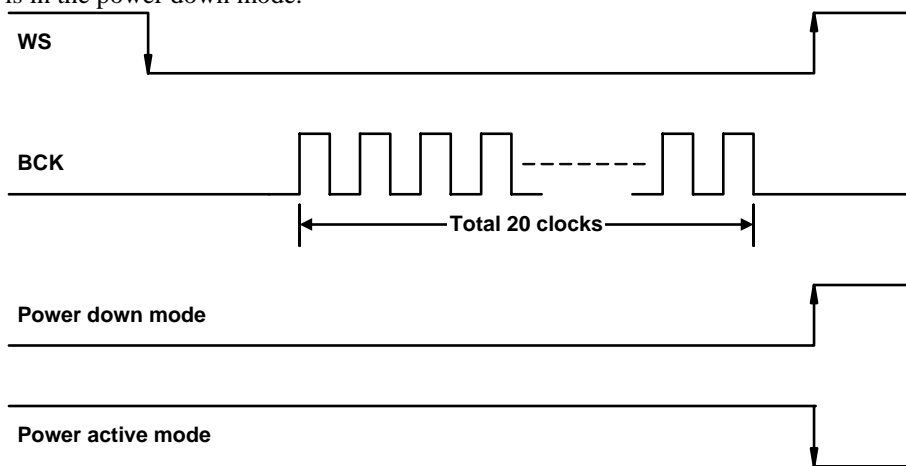 is in the power down mode.
WS
BCK
Total 20 clocks
Power down mode
Power active mode